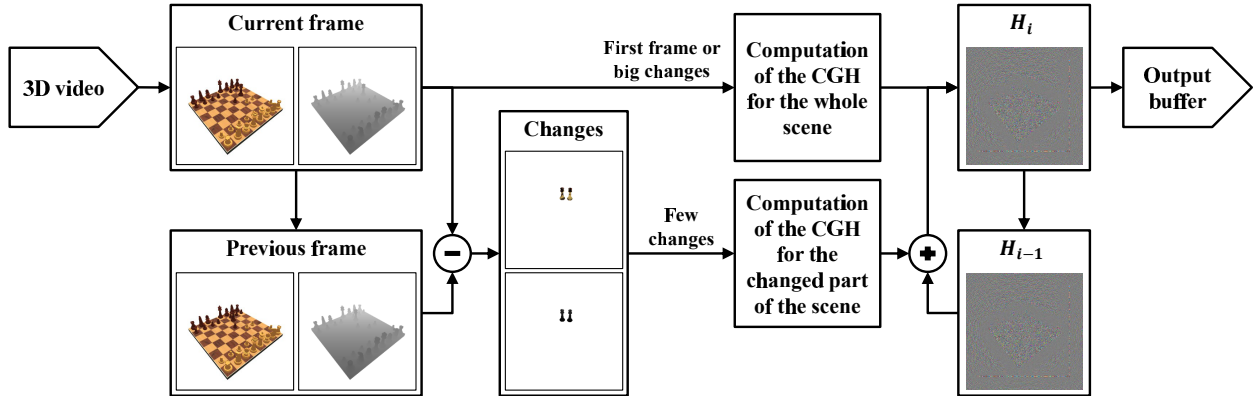 3D video
Current frame
Previous frame
Changes
First frame or
big changes
Few
changes
Computation
of the CGH
for the whole
scene
Computation
of the CGH
for the
changed part
of the scene
H_i
H_{i−1}
Output
buffer